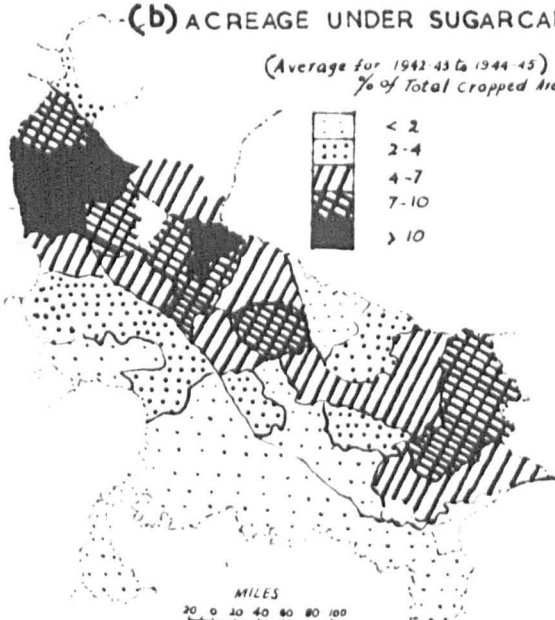 (b) ACREAGE UNDER SUGARCA
(Average for 1942-43 to 1944-45)
% of Total Cropped Are
< 2
2-4
4-7
7-10
> 10
MILES
20 0 20 40 60 80 100